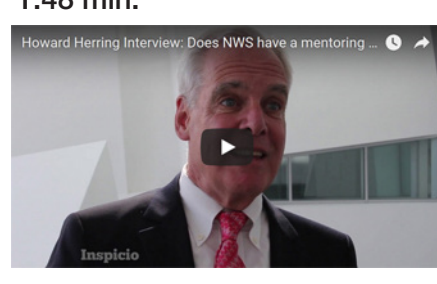 1:48 min.
Howard Herring Interview: Does NWS have a mentoring ...
Inspicio